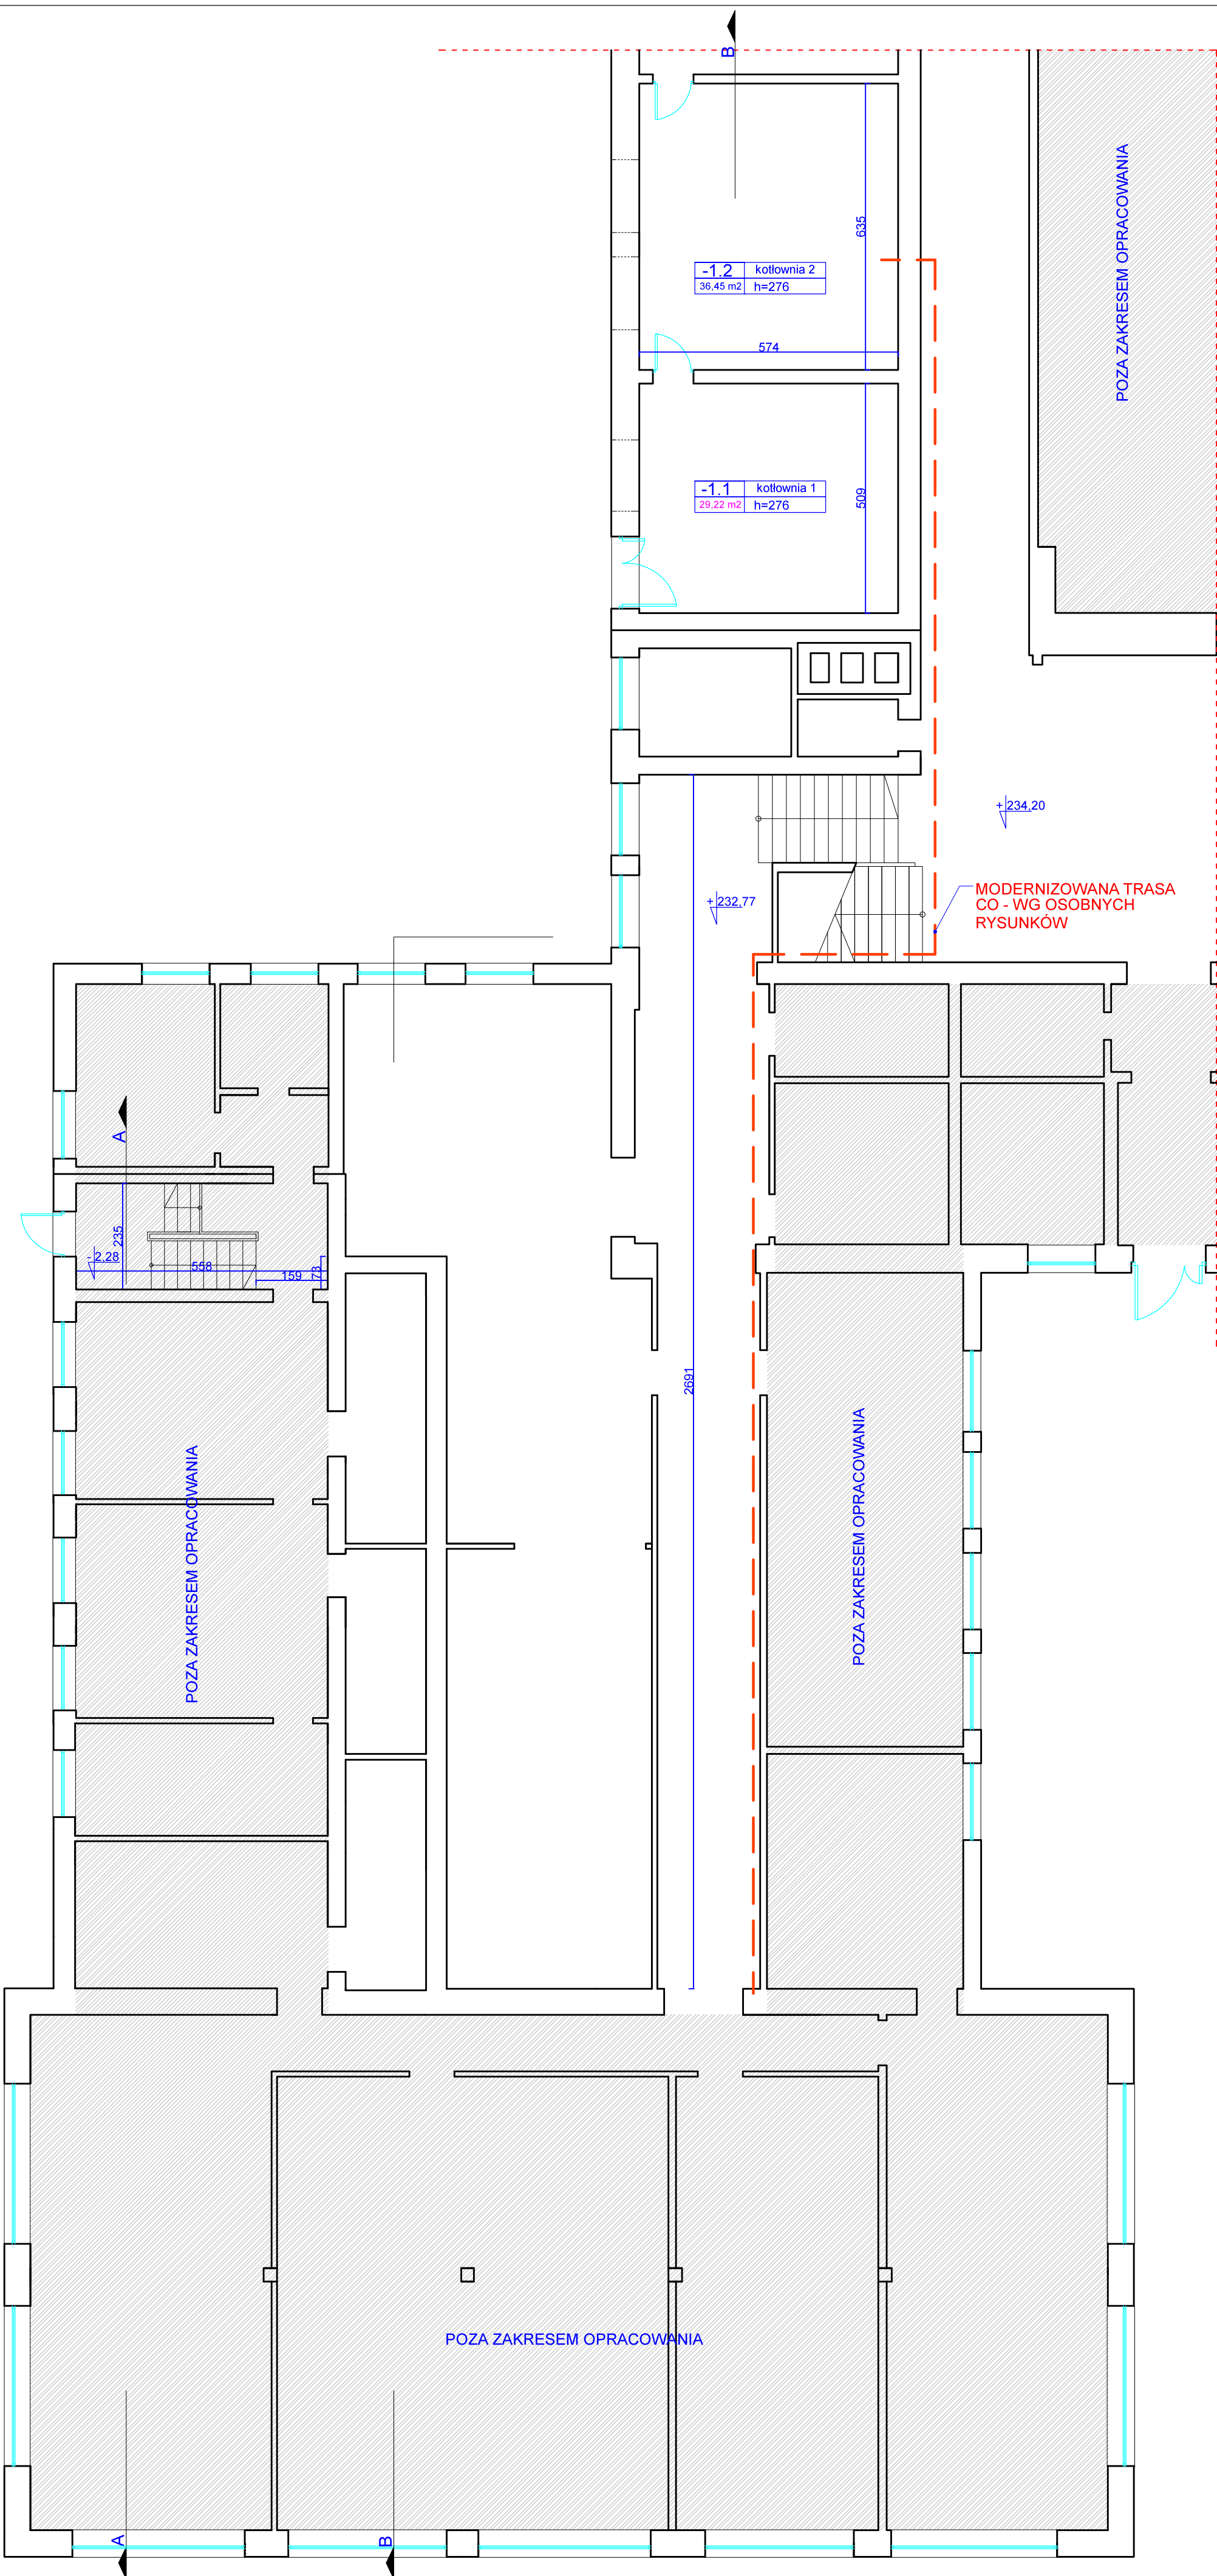 B
POZA ZAKRESEM OPRACOWANIA
635
-1.2 kotłownia 2
36,45 m2 h=276
574
-1.1 kotłownia 1
29,22 m2 h=276
509
+ 234,20
+ 232,77
MODERNIZOWANA TRASA
CO - WG OSOBNYCH
RYSUNKÓW
A
235
- 2,28
558
159
73
2691
POZA ZAKRESEM OPRACOWANIA
POZA ZAKRESEM OPRACOWANIA
POZA ZAKRESEM OPRACOWANIA
A
B